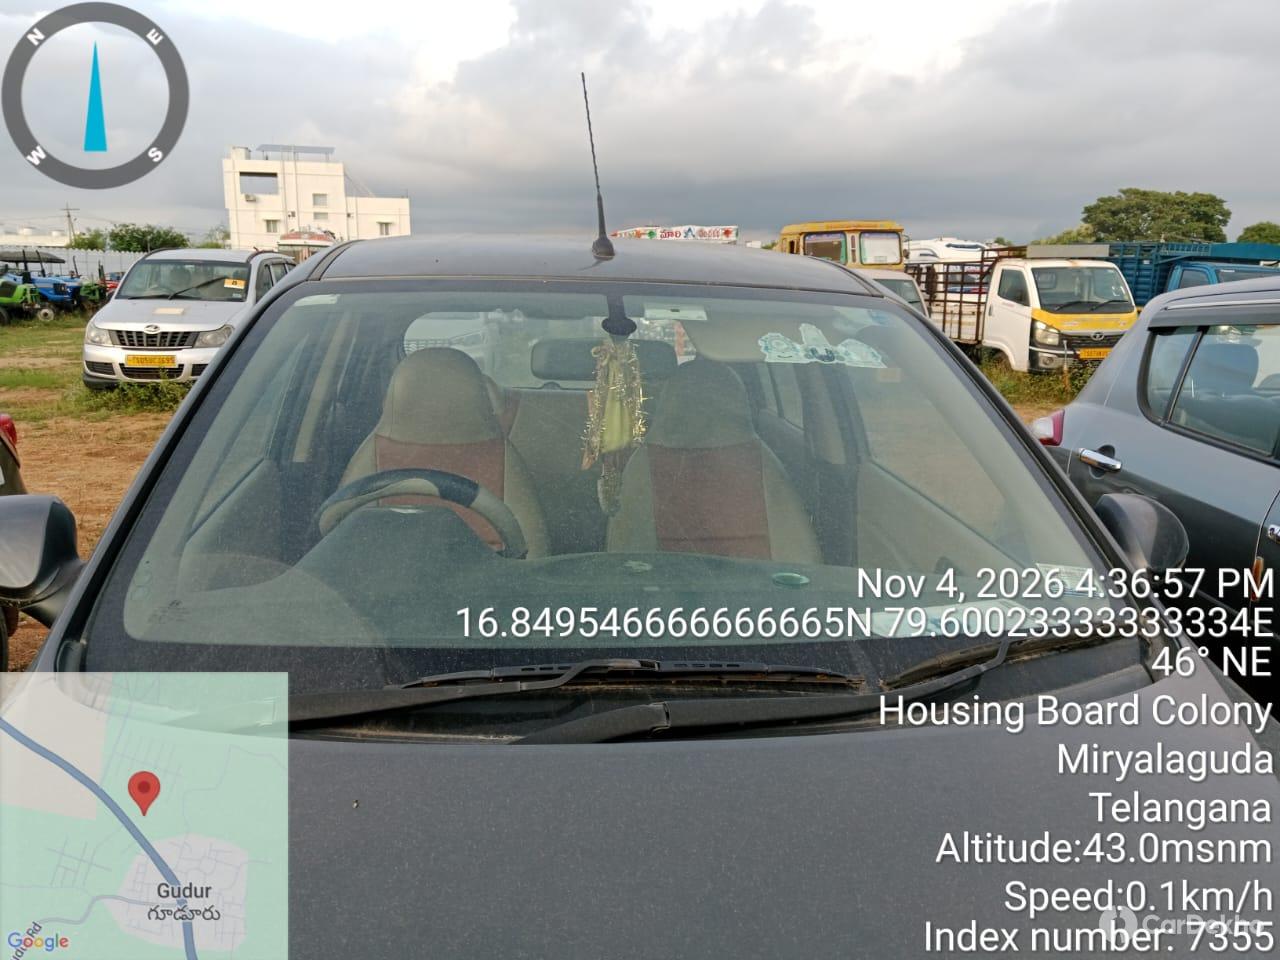 N
E
W
S
మారి
TS05UC3695
Nov 4, 2026 4:36:57 PM
16.849546666666665N 79.60023333333334E
46° NE
Housing Board Colony
Miryalaguda
Telangana
Altitude:43.0msnm
Speed:0.1km/h
Index number: 7355
CarDekho
Gudur
గూడూరు
Google